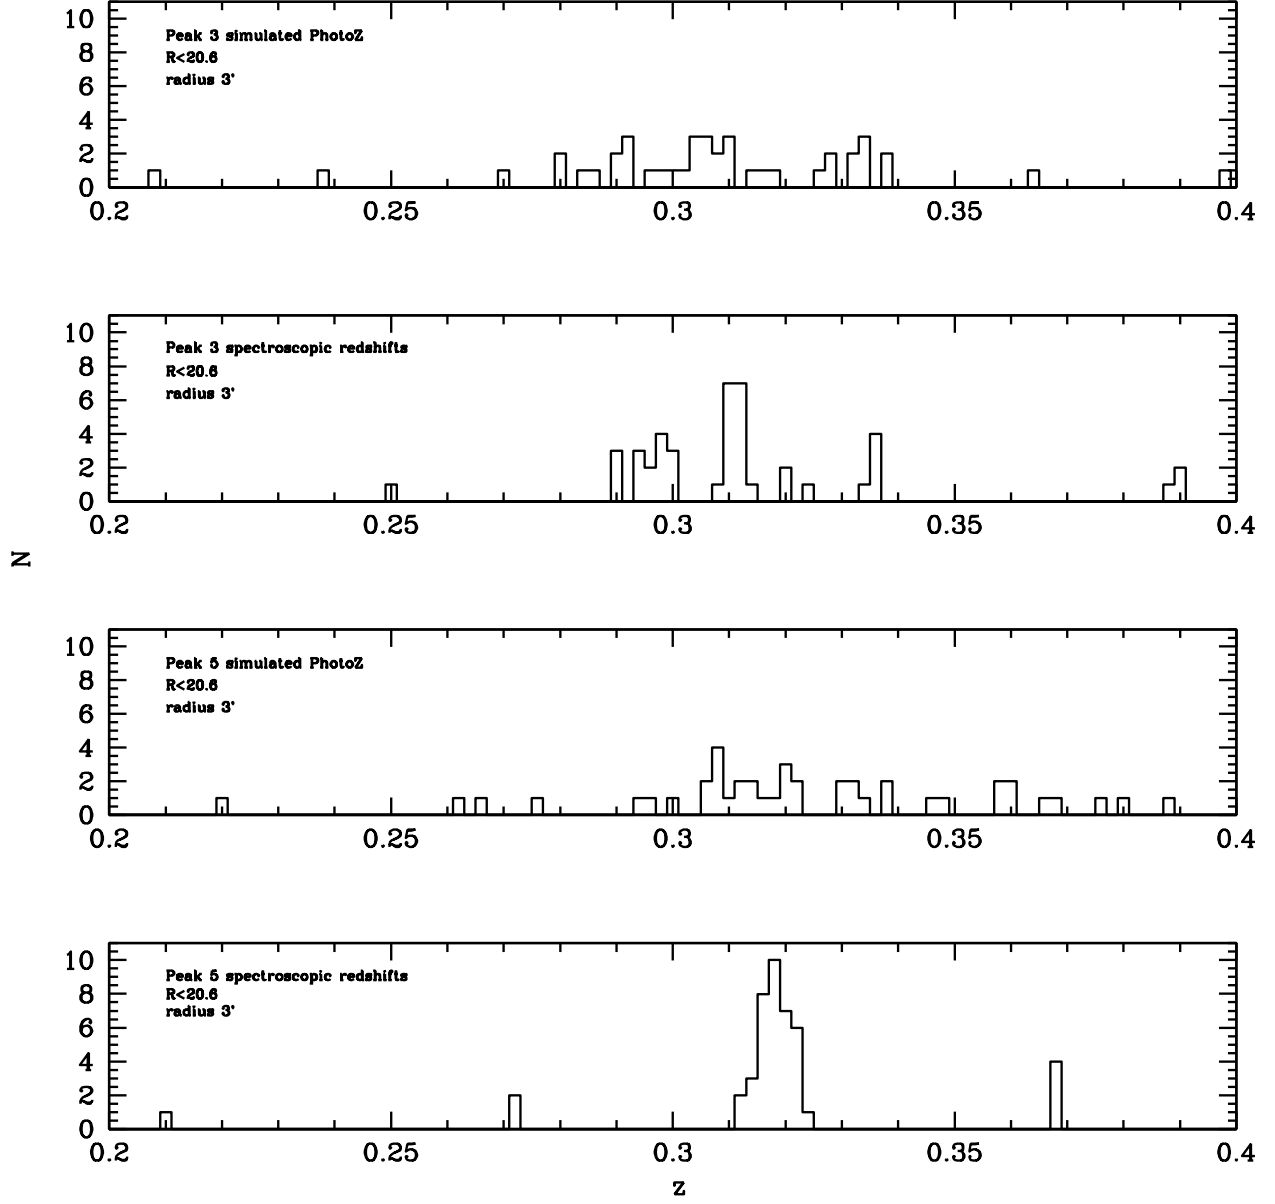 10
Peak 3 simulated PhotoZ
8
R<20.6
6
radius 3'
4
2
0
0.2 0.25 0.3 0.35 0.4
10
Peak 3 spectroscopic redshifts
8
R<20.6
6
radius 3'
4
2
0
0.2 0.25 0.3 0.35 0.4
N
10
Peak 5 simulated PhotoZ
8
R<20.6
6
radius 3'
4
2
0
0.2 0.25 0.3 0.35 0.4
10
Peak 5 spectroscopic redshifts
8
R<20.6
radius 3'
6
4
2
0
0.2 0.25 0.3 0.35 0.4
z